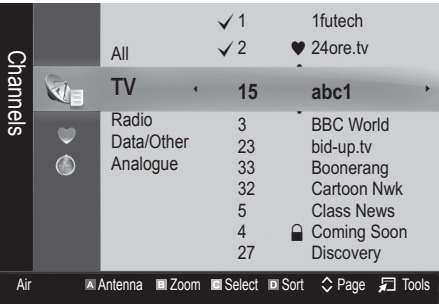 Channels
1 1futech
All 2 24ore.tv
TV 15 abc1
Radio 3 BBC World
Data/Other 23 bid-up.tv
Analogue 33 Boonerang
32 Cartoon Nwk
5 Class News
4 Coming Soon
27 Discovery
Air A Antenna B Zoom C Select D Sort Page Tools